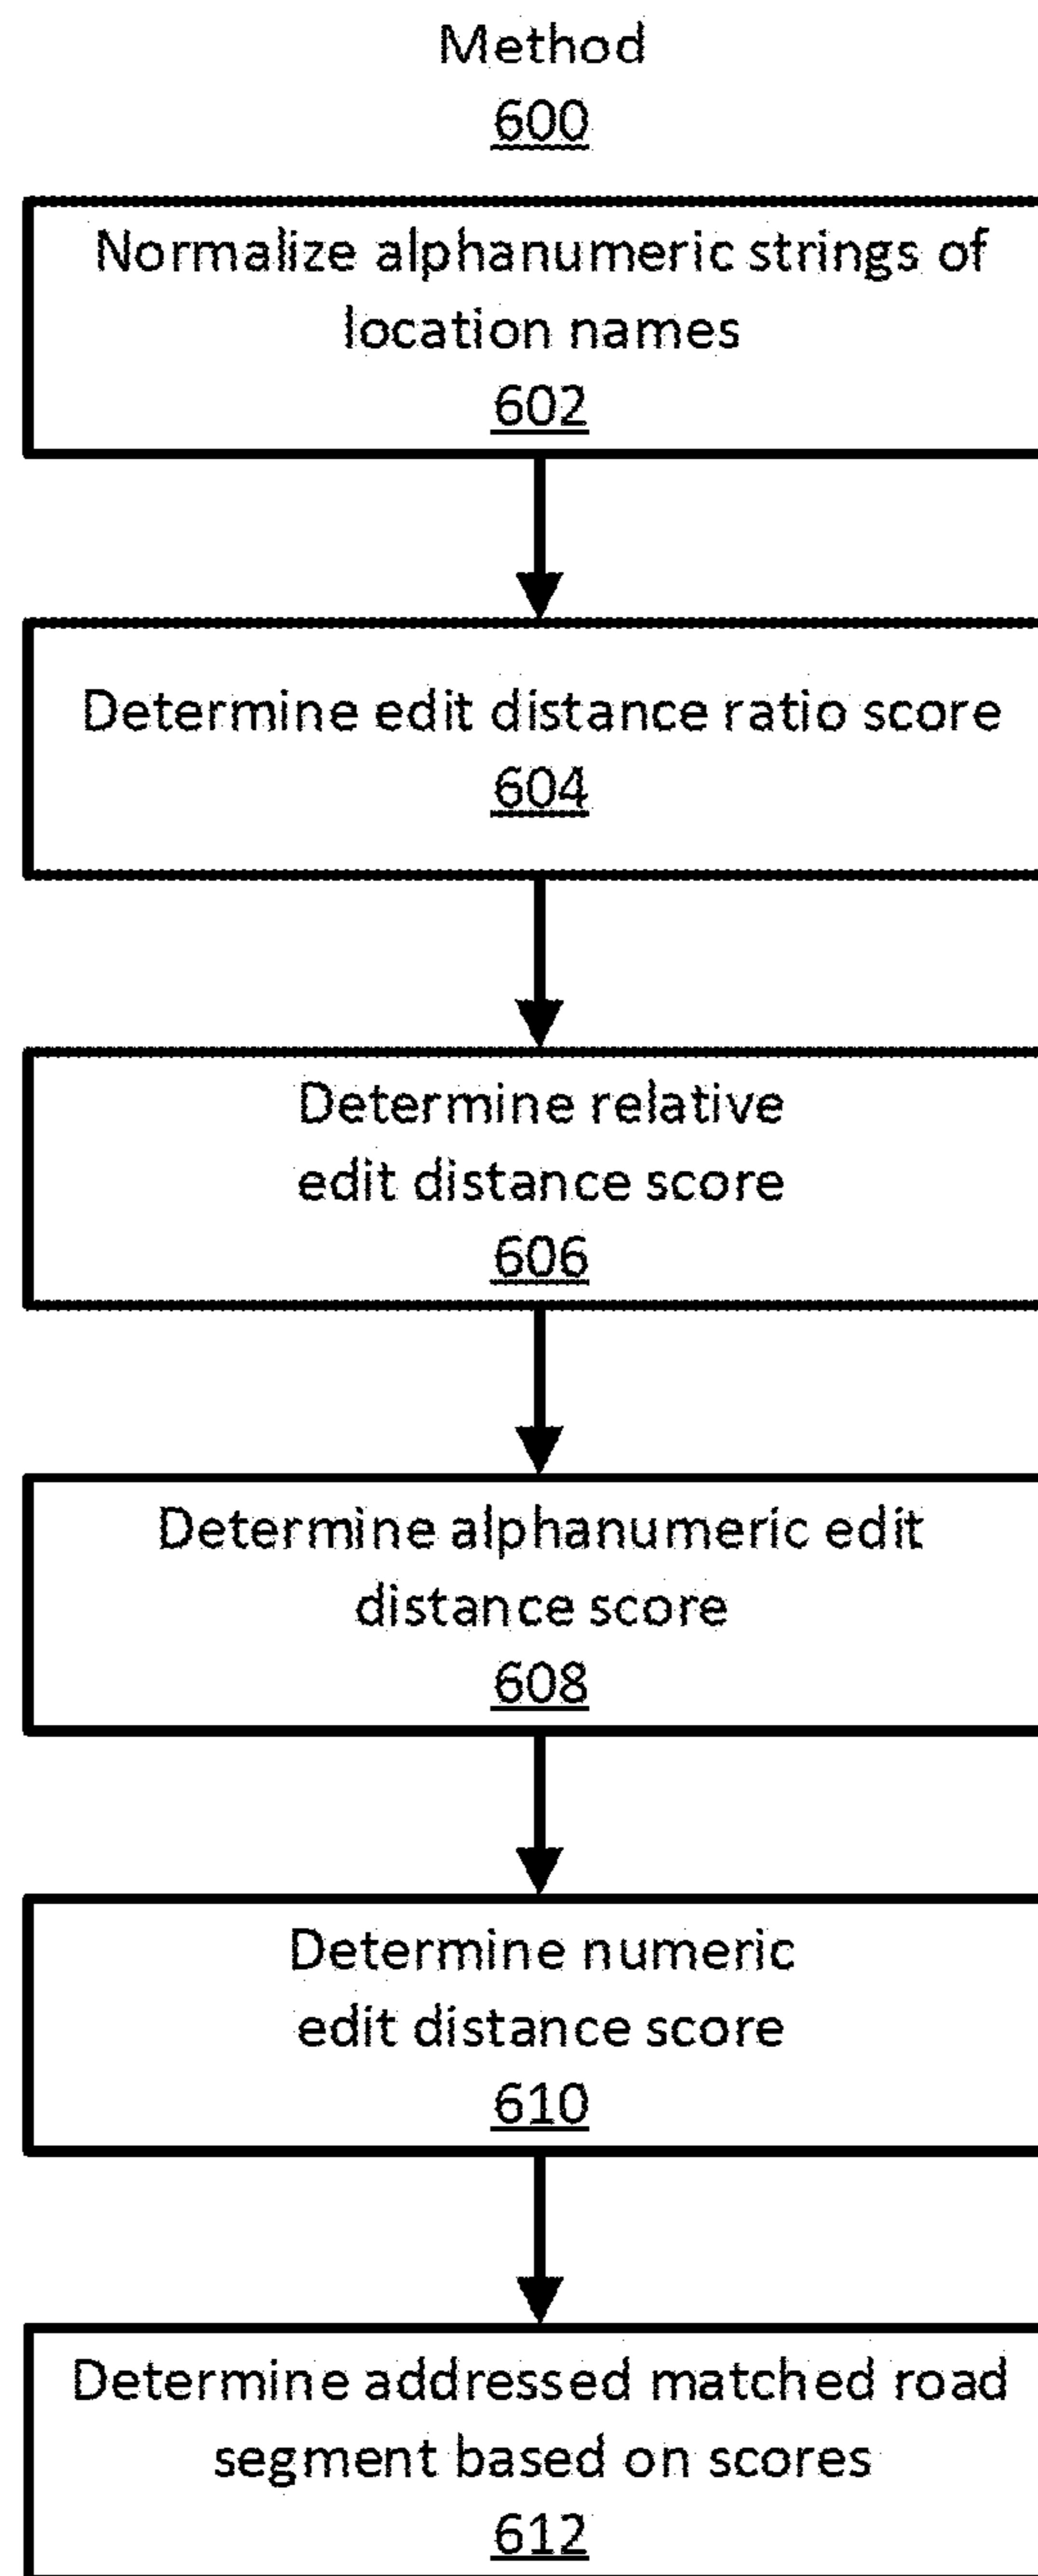 Method
600
Normalize alphanumeric strings of
location names
602
Determine edit distance ratio score
604
Determine relative
edit distance score
606
Determine alphanumeric edit
distance score
608
Determine numeric
edit distance score
610
Determine addressed matched road
segment based on scores
612